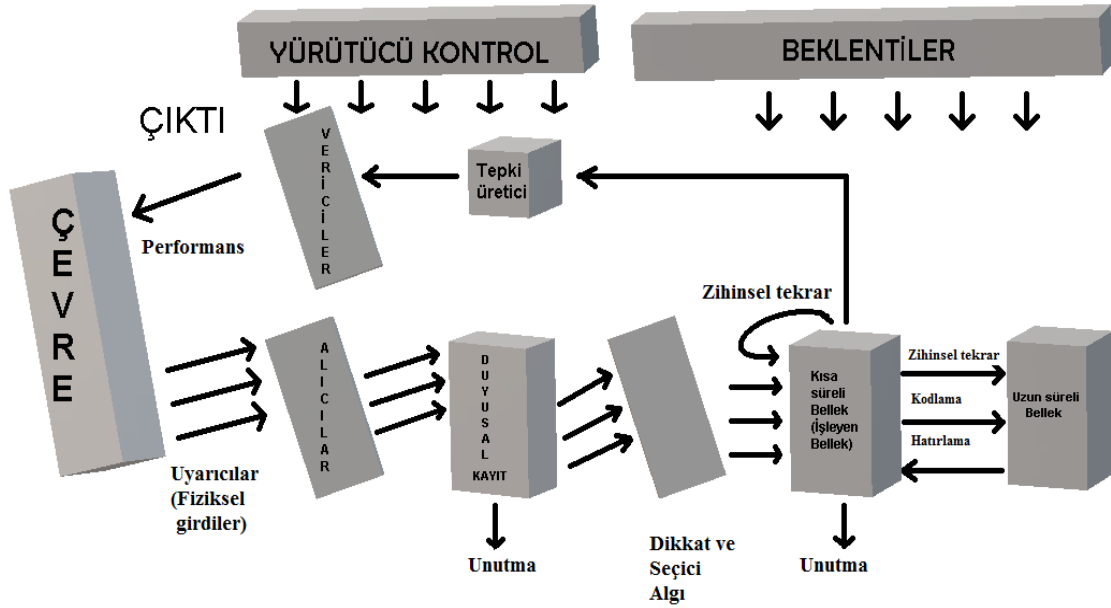 YÜRÜTÜCÜ KONTROL
BEKLENTİLER
ÇIKTI
VERİCİLER
Tepki
üretici
ÇEVRE
Performans
Zihinsel tekrar
ALICILAR
DUYUSAL
KAYIT
Kısa
süreli
Bellek
(İşleyen
Bellek)
Zihinsel tekrar
Kodlama
Hatırlama
Uzun süreli
Bellek
Uyarıcılar
(Fiziksel
girdiler)
Unutma
Dikkat ve
Seçici
Algı
Unutma